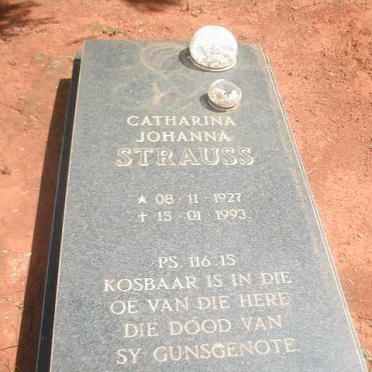 CATHARINA
JOHANNA
STRAUSS
★ 08 · 11 · 1927
✝ 15 · 01 · 1993
PS. 116:15
KOSBAAR IS IN DIE
OË VAN DIE HERE
DIE DOOD VAN
SY GUNSGENOTE.